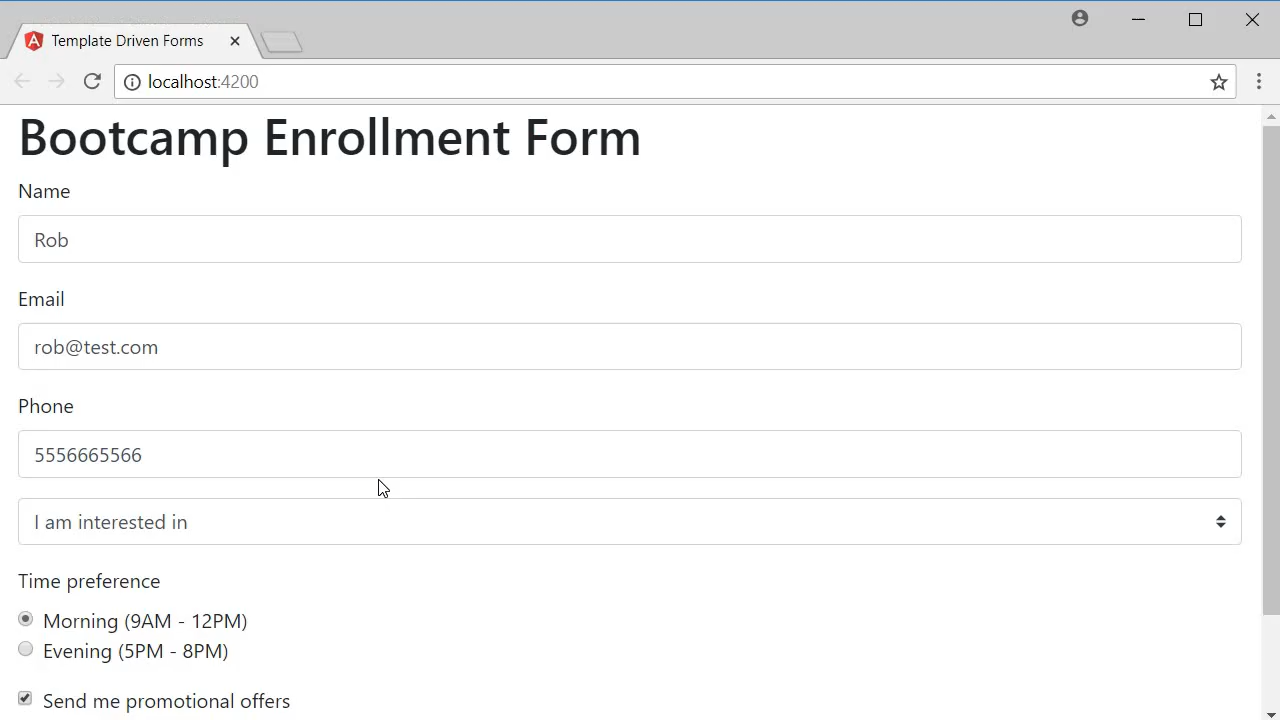 Template Driven Forms
localhost:4200
Bootcamp Enrollment Form
Name
Rob
Email
rob@test.com
Phone
5556665566
I am interested in
Time preference
Morning (9AM - 12PM)
Evening (5PM - 8PM)
Send me promotional offers